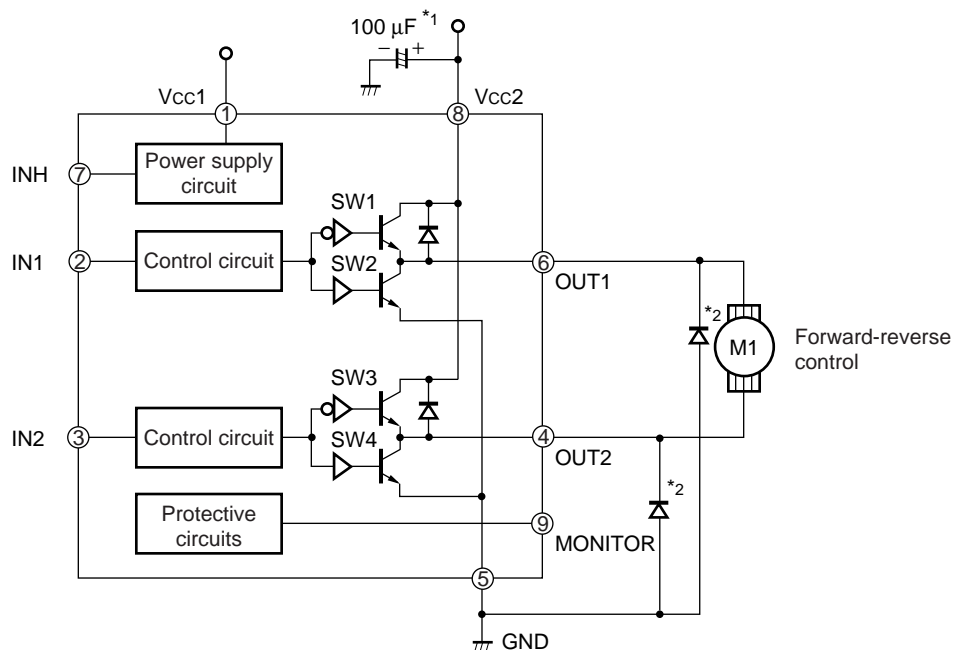 100 μF *1
− +
VCC1
VCC2
1
8
INH
7
Power supply
circuit
SW1
IN1
2
Control circuit
SW2
6
OUT1
*2
M1
Forward-reverse
control
SW3
IN2
3
Control circuit
SW4
4
OUT2
*2
Protective
circuits
9
MONITOR
5
GND